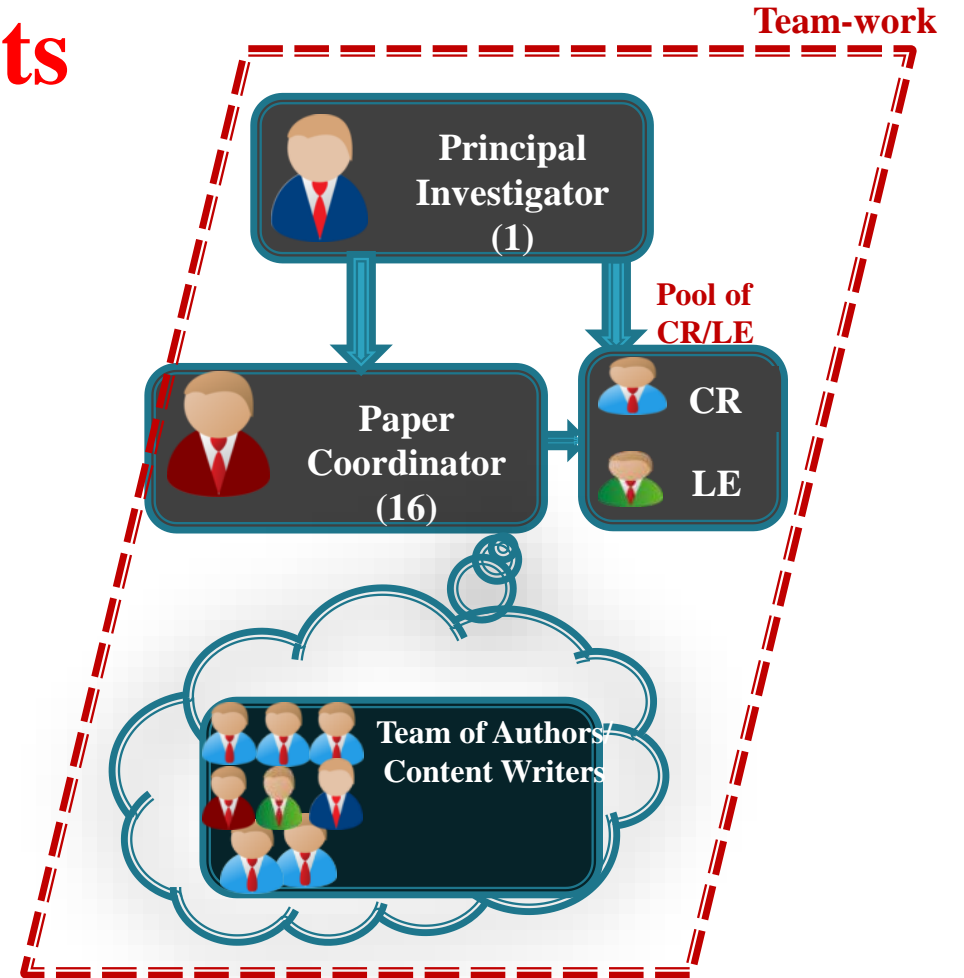 Team-work
ts
Principal
Investigator
(1)
Pool of
CR/LE
CR
Paper
Coordinator
(16)
LE
Team of Authors/
Content Writers